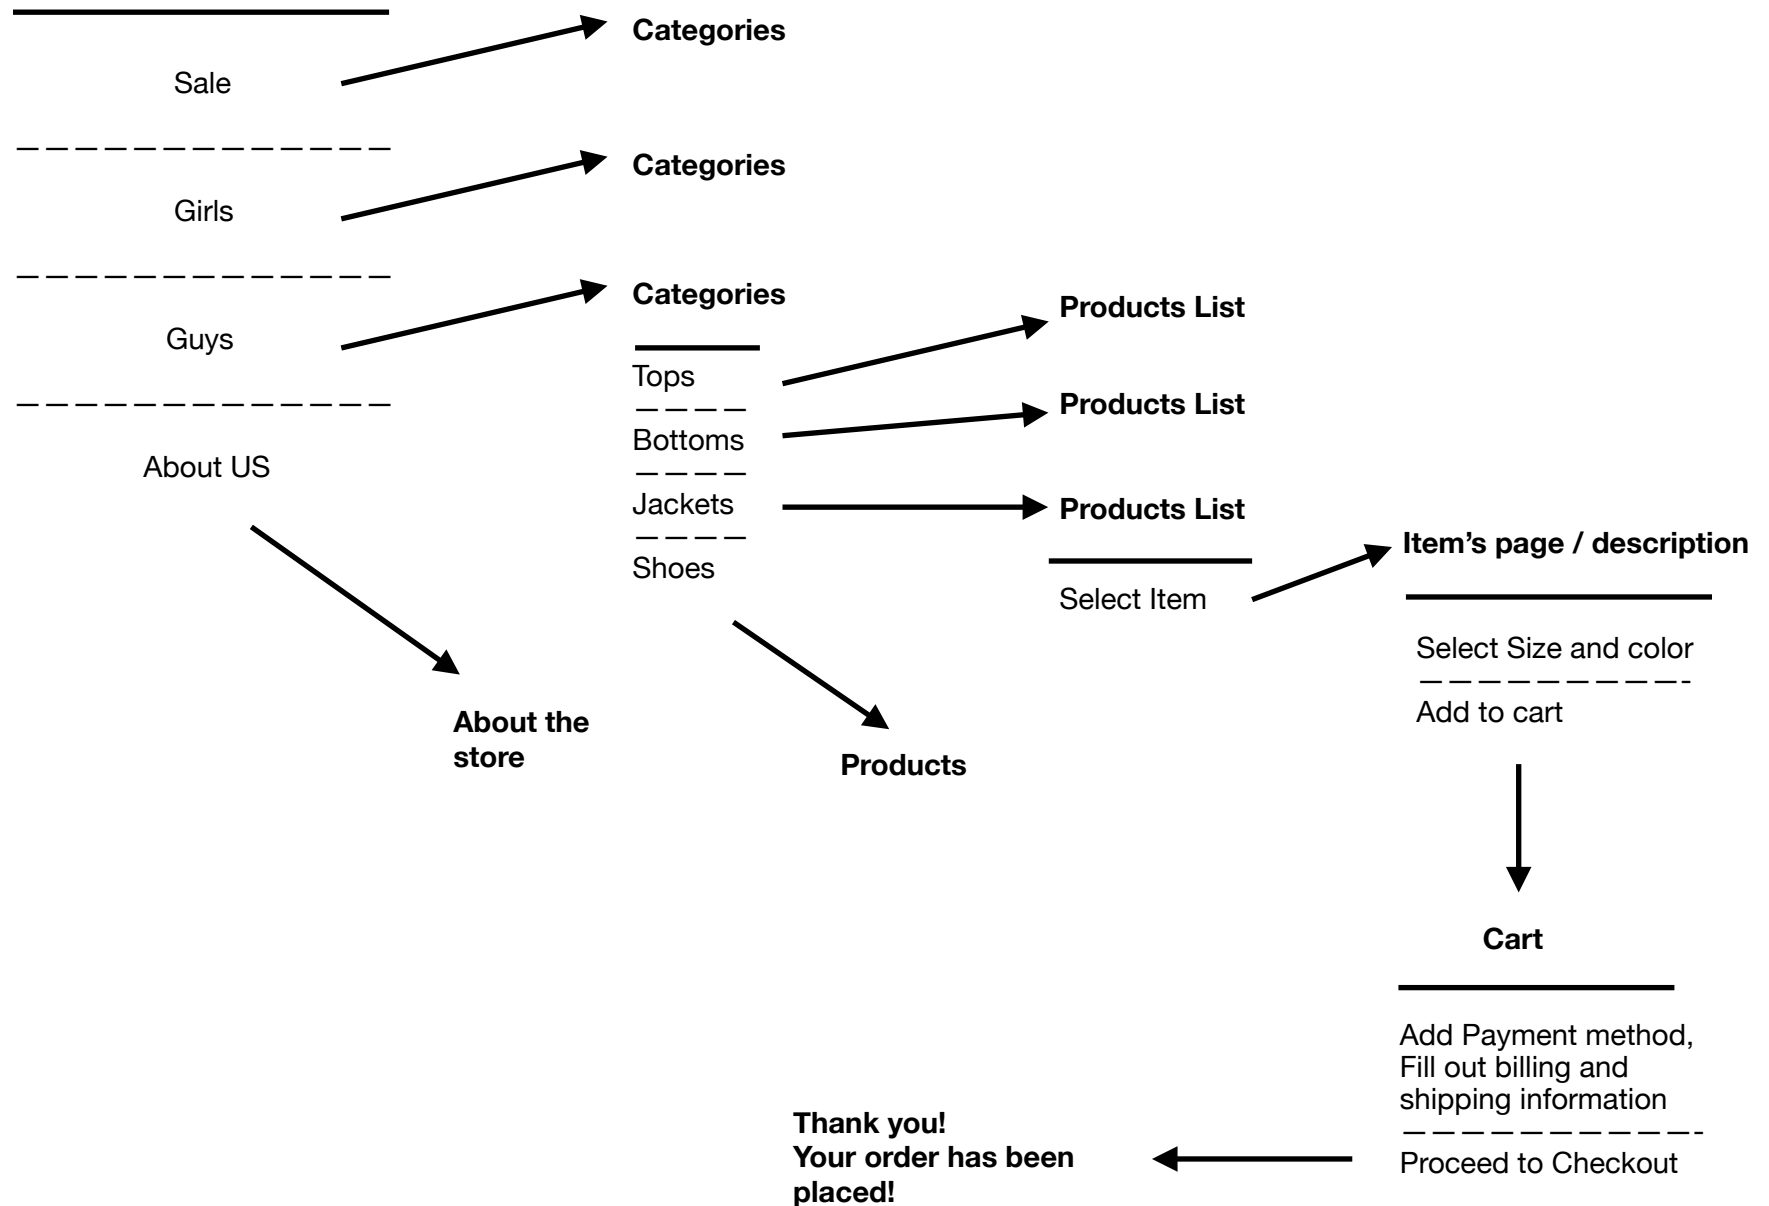 Sale
Girls
Guys
About US
Categories
Categories
Categories
Tops
Bottoms
Jackets
Shoes
About the
store
Products
Products List
Products List
Products List
Select Item
Item’s page / description
Select Size and color
Add to cart
Cart
Add Payment method,
Fill out billing and
shipping information
Proceed to Checkout
Thank you!
Your order has been
placed!